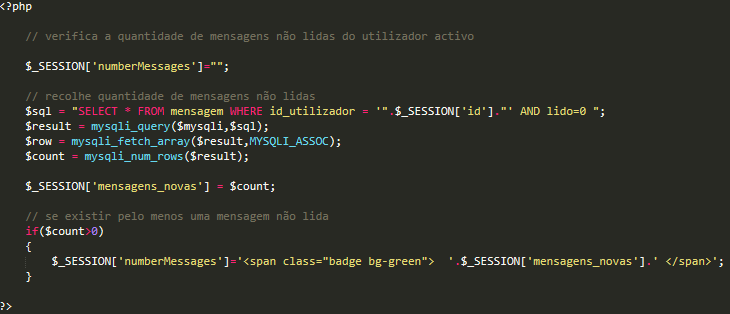 <?php
// verifica a quantidade de mensagens não lidas do utilizador activo
$_SESSION['numberMessages']="";
// recolhe quantidade de mensagens não lidas
$sql = "SELECT * FROM mensagem WHERE id_utilizador = '".$_SESSION['id']."' AND lido=0 ";
$result = mysqli_query($mysqli,$sql);
$row = mysqli_fetch_array($result,MYSQLI_ASSOC);
$count = mysqli_num_rows($result);
$_SESSION['mensagens_novas'] = $count;
// se existir pelo menos uma mensagem não lida
if($count>0)
{
$_SESSION['numberMessages']='<span class="badge bg-green">  '.$_SESSION['mensagens_novas'].' </span>';
}
?>